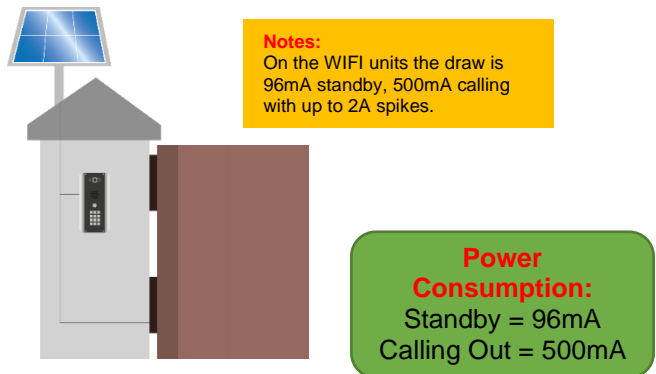 Notes:
On the WIFI units the draw is
96mA standby, 500mA calling
with up to 2A spikes.
Power
Consumption:
Standby = 96mA
Calling Out = 500mA